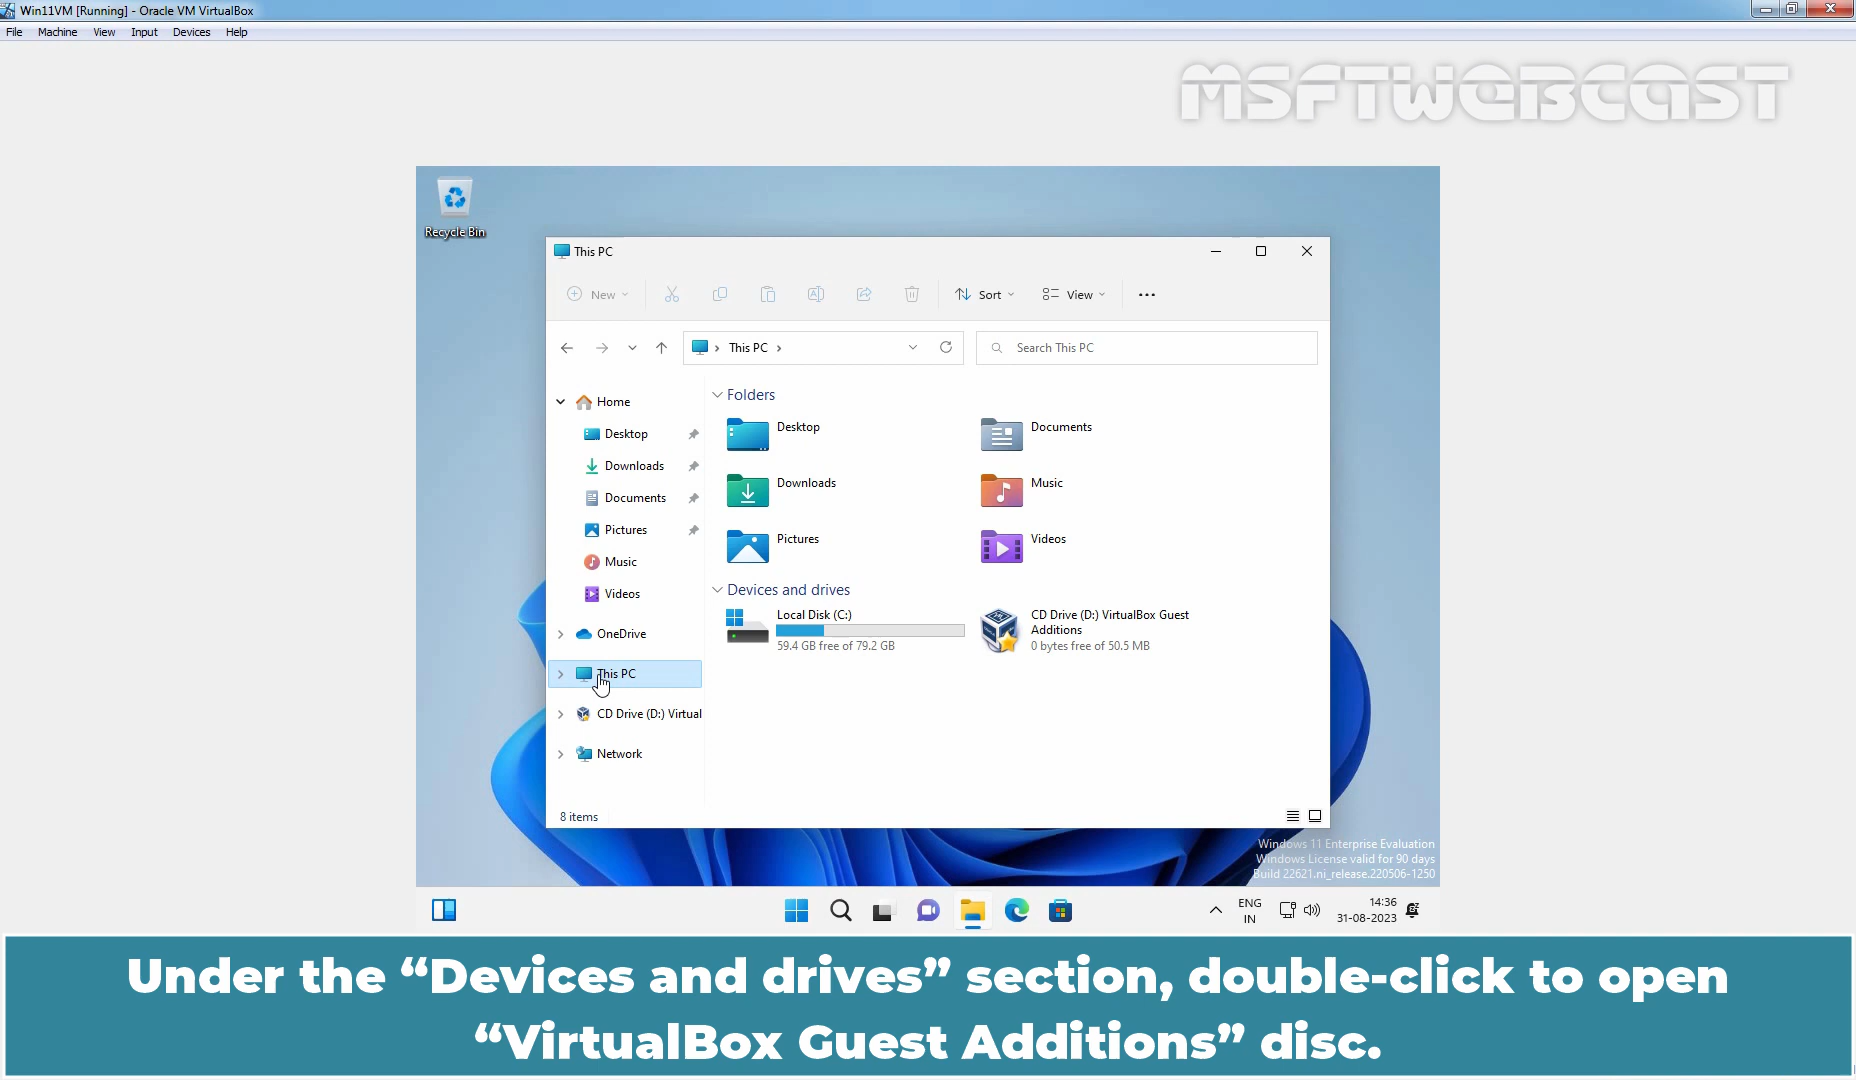 Win11VM [Running] - Oracle VM VirtualBox
File Machine View Input Devices Help
MSFTWEBCAST
Recycle Bin
This PC
New Sort View
This PC
Search This PC
Home
Desktop
Downloads
Documents
Pictures
Music
Videos
OneDrive
This PC
CD Drive (D:) Virtual
Network
Folders
Desktop
Documents
Downloads
Music
Pictures
Videos
Devices and drives
Local Disk (C:)
59.4 GB free of 79.2 GB
CD Drive (D:) VirtualBox Guest
Additions
0 bytes free of 50.5 MB
8 items
Windows 11 Enterprise Evaluation
Windows License valid for 90 days
Build 22621.ni_release.220506-1250
ENG
IN
14:36
31-08-2023
Under the “Devices and drives” section, double-click to open
“VirtualBox Guest Additions” disc.